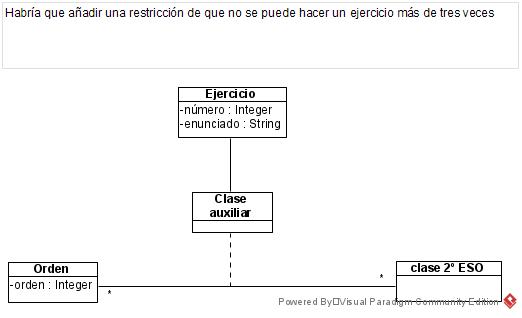 Habría que añadir una restricción de que no se puede hacer un ejercicio más de tres veces
Ejercicio
-número : Integer
-enunciado : String
Clase
auxiliar
Orden
-orden : Integer
*
*
clase 2º ESO
Powered By Visual Paradigm Community Edition